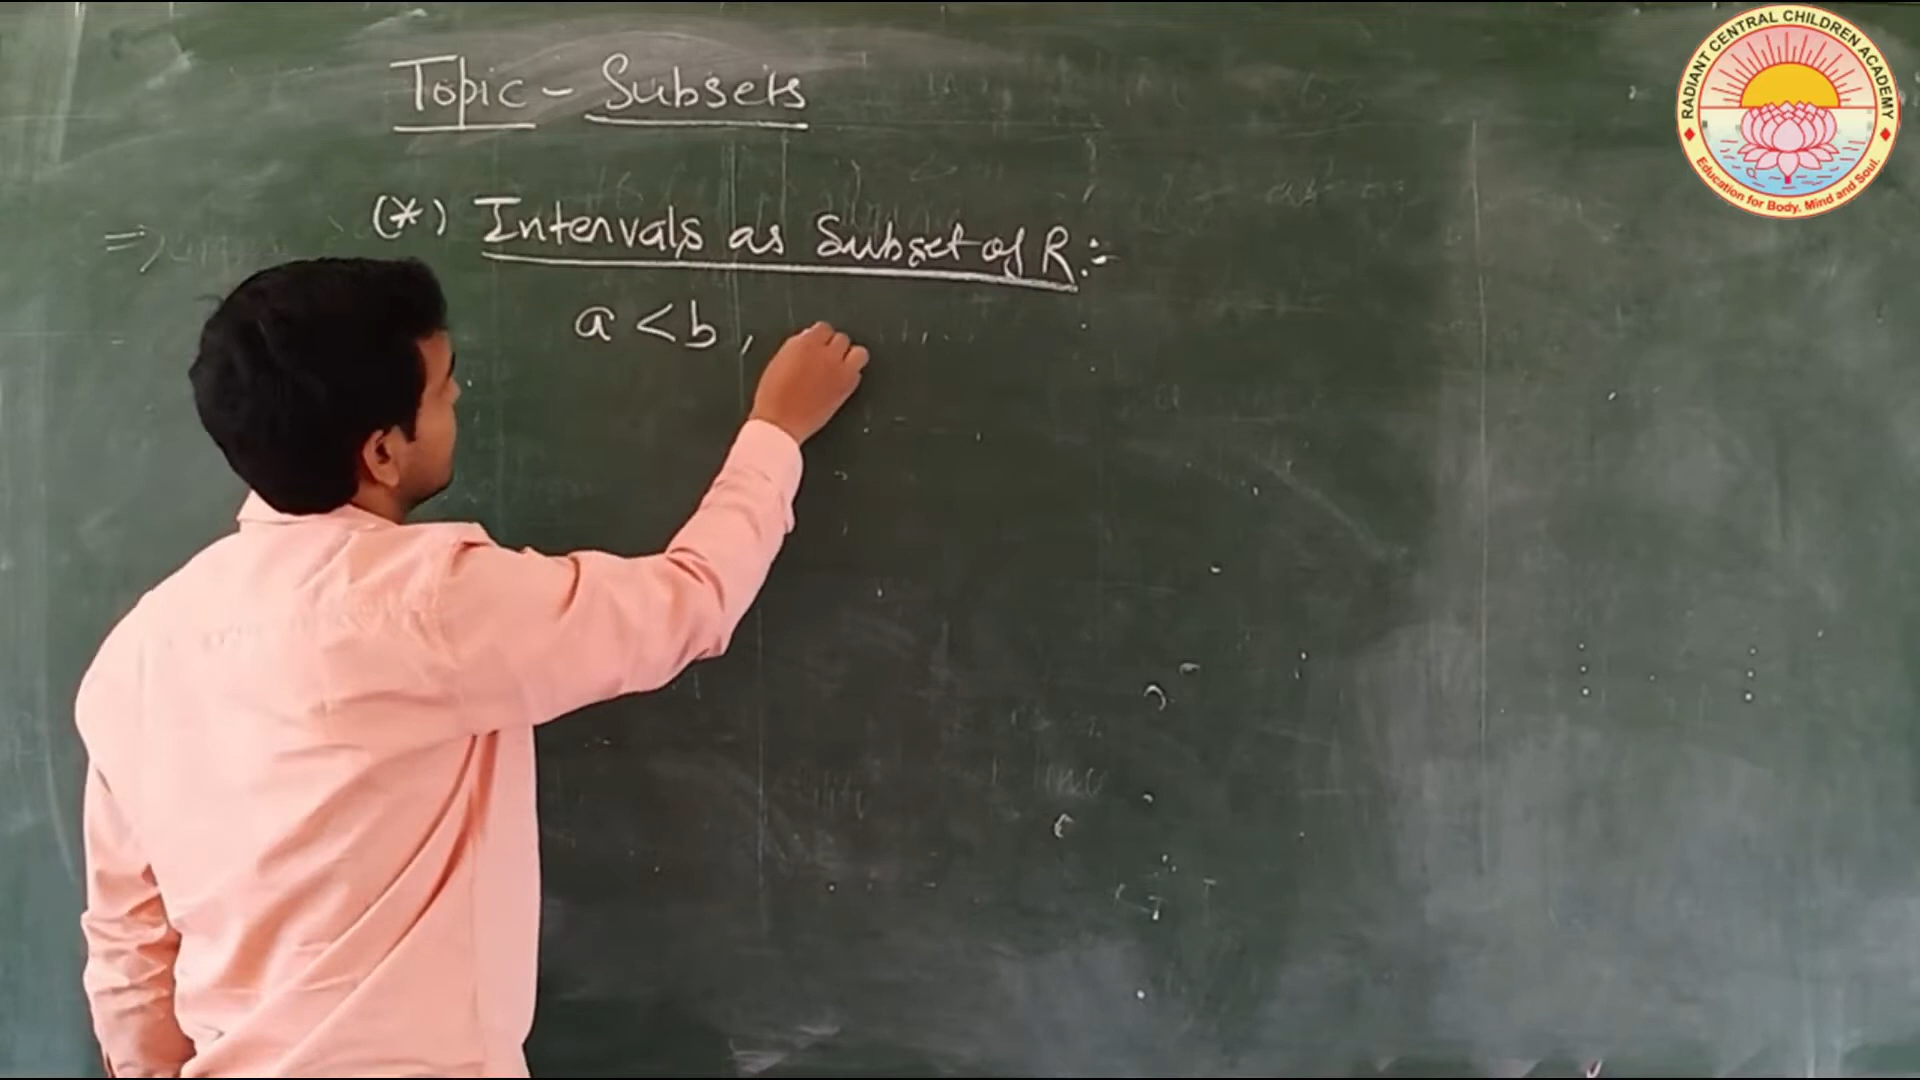 Topic - Subsets
(*) Intervals as Subset of R :-
a < b ,
RADIANT CENTRAL CHILDREN ACADEMY
Education for Body, Mind and Soul.